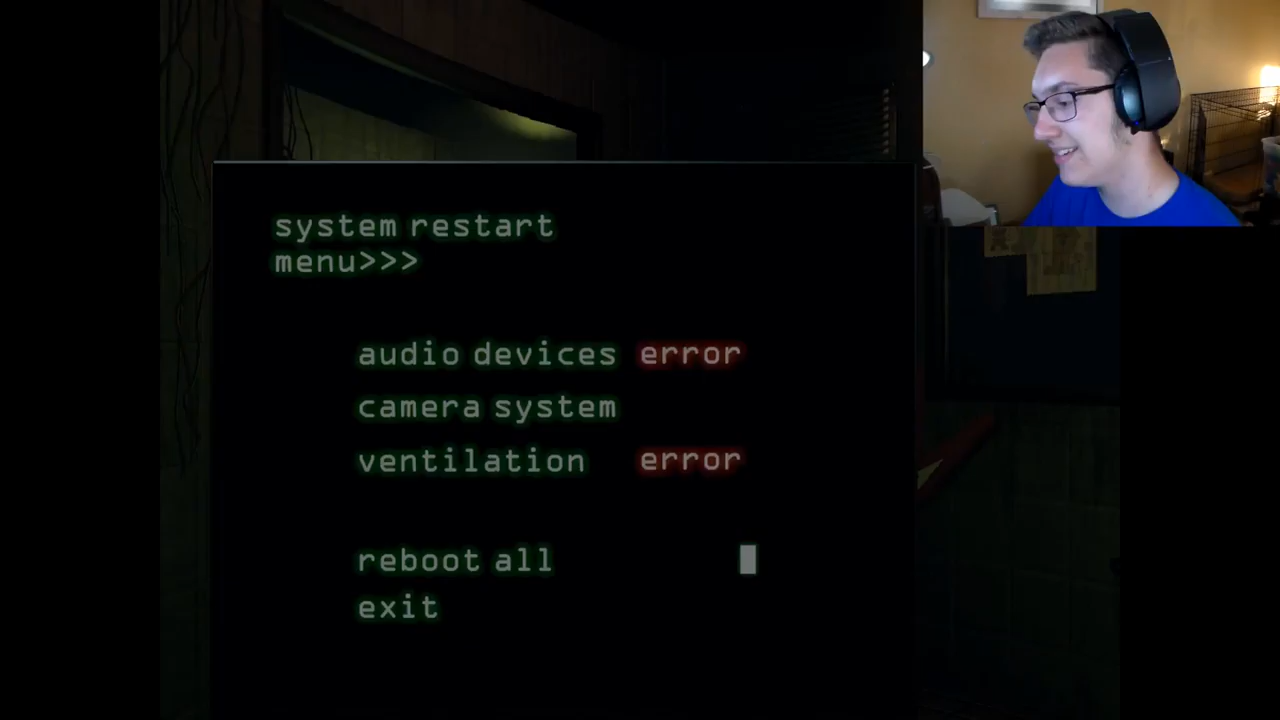 system restart
menu>>>
audio devices error
camera system
ventilation error
reboot all
exit